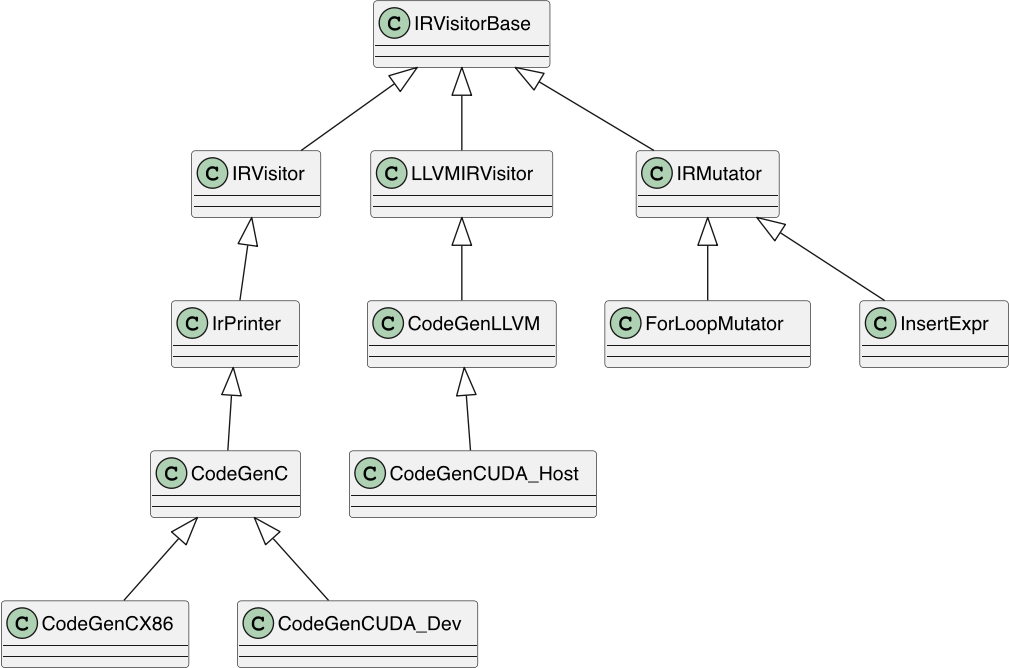 C IRVisitorBase
C IRVisitor
C LLVMIRVisitor
C IRMutator
C IrPrinter
C CodeGenLLVM
C ForLoopMutator
C InsertExpr
C CodeGenC
C CodeGenCUDA_Host
C CodeGenCX86
C CodeGenCUDA_Dev